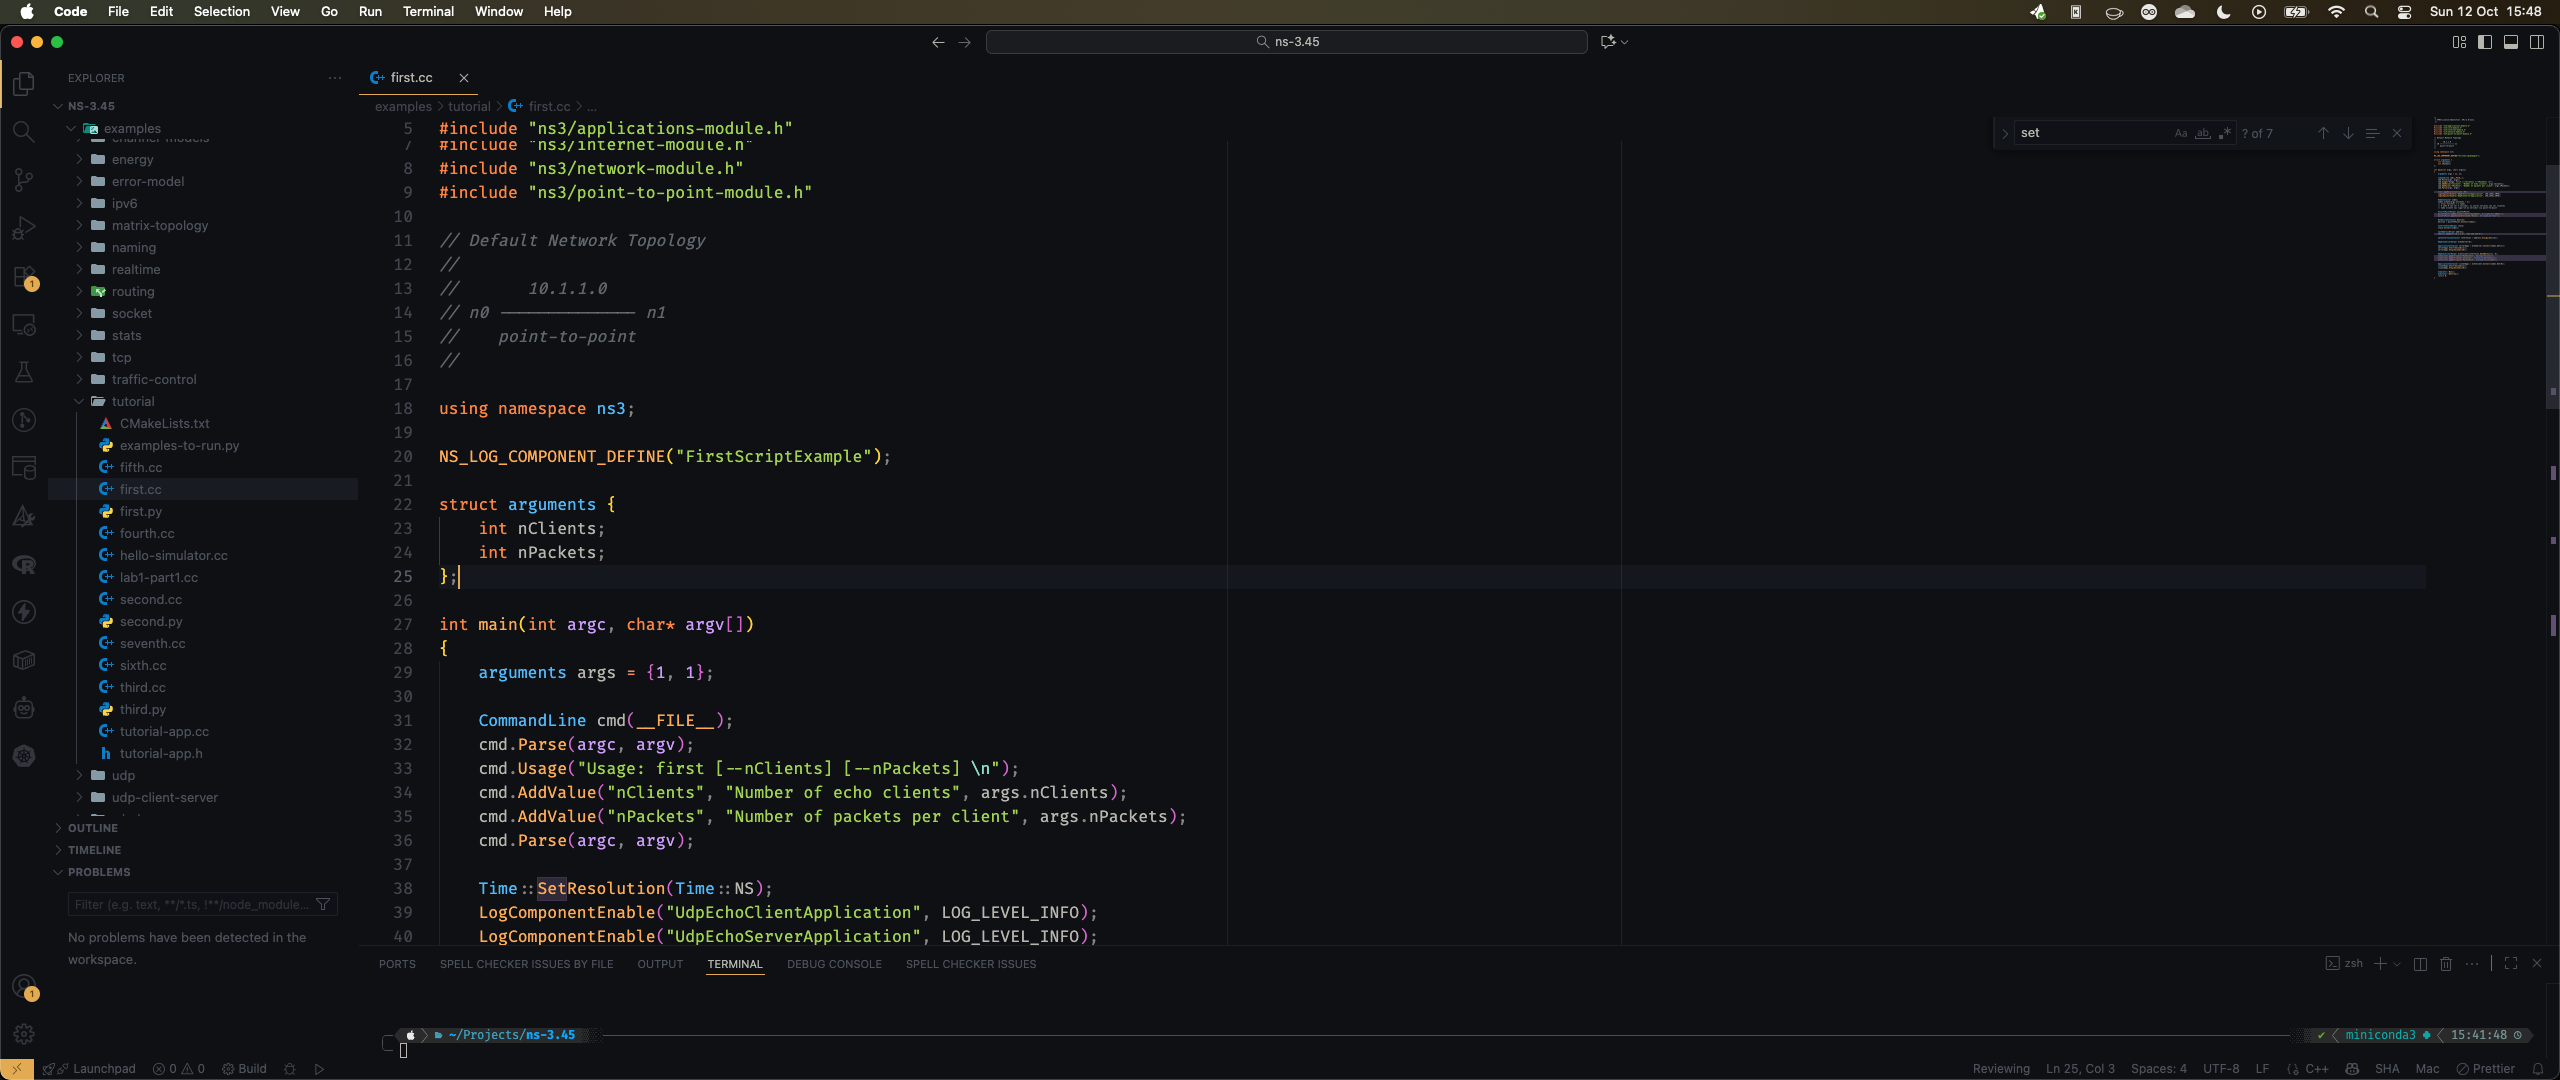 Code File Edit Selection View Go Run Terminal Window Help
Sun 12 Oct 15:48
ns-3.45
EXPLORER
first.cc
NS-3.45
examples > tutorial > first.cc > ...
examples
channel-models
energy
error-model
ipv6
matrix-topology
naming
realtime
routing
socket
stats
tcp
traffic-control
tutorial
CMakeLists.txt
examples-to-run.py
fifth.cc
first.cc
first.py
fourth.cc
hello-simulator.cc
lab1-part1.cc
second.cc
second.py
seventh.cc
sixth.cc
third.cc
third.py
tutorial-app.cc
tutorial-app.h
udp
udp-client-server
OUTLINE
TIMELINE
PROBLEMS
Filter (e.g. text, **/*.ts, !**/node_module...
No problems have been detected in the
workspace.
1
1
set Aa ab .* ? of 7
5 #include "ns3/applications-module.h"
7 #include "ns3/internet-module.h"
8 #include "ns3/network-module.h"
9 #include "ns3/point-to-point-module.h"
10
11 // Default Network Topology
12 //
13 //       10.1.1.0
14 // n0 -------------- n1
15 //    point-to-point
16 //
17
18 using namespace ns3;
19
20 NS_LOG_COMPONENT_DEFINE("FirstScriptExample");
21
22 struct arguments {
23     int nClients;
24     int nPackets;
25 };
26
27 int main(int argc, char* argv[])
28 {
29     arguments args = {1, 1};
30
31     CommandLine cmd(__FILE__);
32     cmd.Parse(argc, argv);
33     cmd.Usage("Usage: first [--nClients] [--nPackets] \n");
34     cmd.AddValue("nClients", "Number of echo clients", args.nClients);
35     cmd.AddValue("nPackets", "Number of packets per client", args.nPackets);
36     cmd.Parse(argc, argv);
37
38     Time::SetResolution(Time::NS);
39     LogComponentEnable("UdpEchoClientApplication", LOG_LEVEL_INFO);
40     LogComponentEnable("UdpEchoServerApplication", LOG_LEVEL_INFO);
PORTS SPELL CHECKER ISSUES BY FILE OUTPUT TERMINAL DEBUG CONSOLE SPELL CHECKER ISSUES
zsh
~/Projects/ns-3.45
miniconda3 15:41:48
Launchpad 0 0 Build
Reviewing Ln 25, Col 3 Spaces: 4 UTF-8 LF {} C++ SHA Mac Prettier